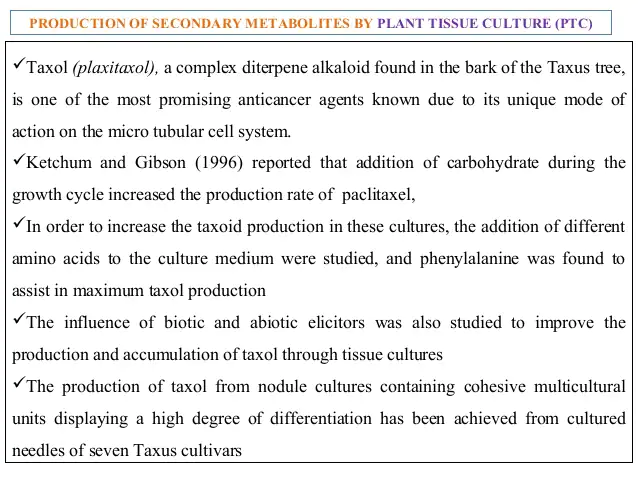 PRODUCTION OF SECONDARY METABOLITES BY PLANT TISSUE CULTURE (PTC)
✓Taxol (plaxitaxol), a complex diterpene alkaloid found in the bark of the Taxus tree,
is one of the most promising anticancer agents known due to its unique mode of
action on the micro tubular cell system.
✓Ketchum and Gibson (1996) reported that addition of carbohydrate during the
growth cycle increased the production rate of paclitaxel,
✓In order to increase the taxoid production in these cultures, the addition of different
amino acids to the culture medium were studied, and phenylalanine was found to
assist in maximum taxol production
✓The influence of biotic and abiotic elicitors was also studied to improve the
production and accumulation of taxol through tissue cultures
✓The production of taxol from nodule cultures containing cohesive multicultural
units displaying a high degree of differentiation has been achieved from cultured
needles of seven Taxus cultivars